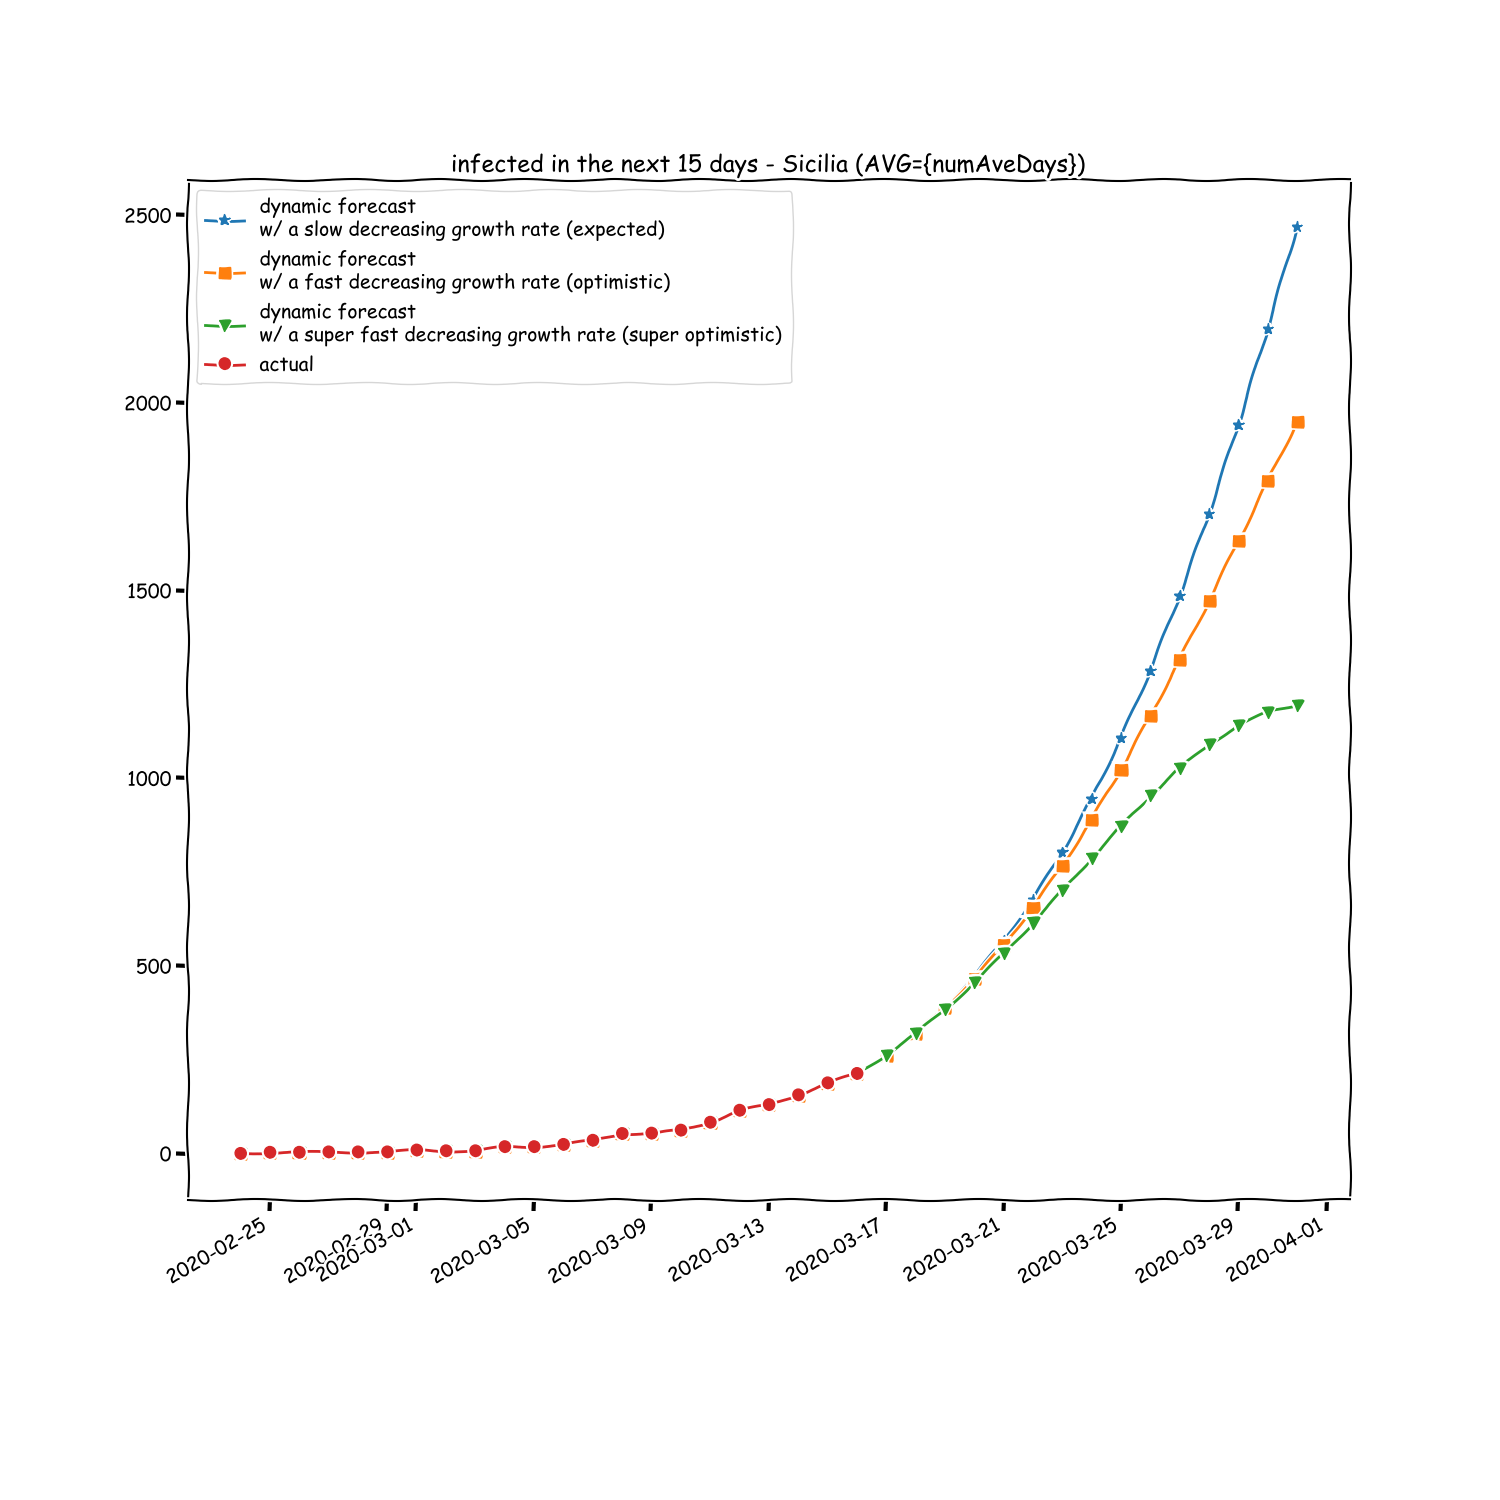 infected in the next 15 days - Sicilia (AVG={numAveDays})
dynamic forecast
w/ a slow decreasing growth rate (expected)
dynamic forecast
w/ a fast decreasing growth rate (optimistic)
dynamic forecast
w/ a super fast decreasing growth rate (super optimistic)
actual
2500
2000
1500
1000
500
0
2020-02-25
2020-02-29
2020-03-01
2020-03-05
2020-03-09
2020-03-13
2020-03-17
2020-03-21
2020-03-25
2020-03-29
2020-04-01